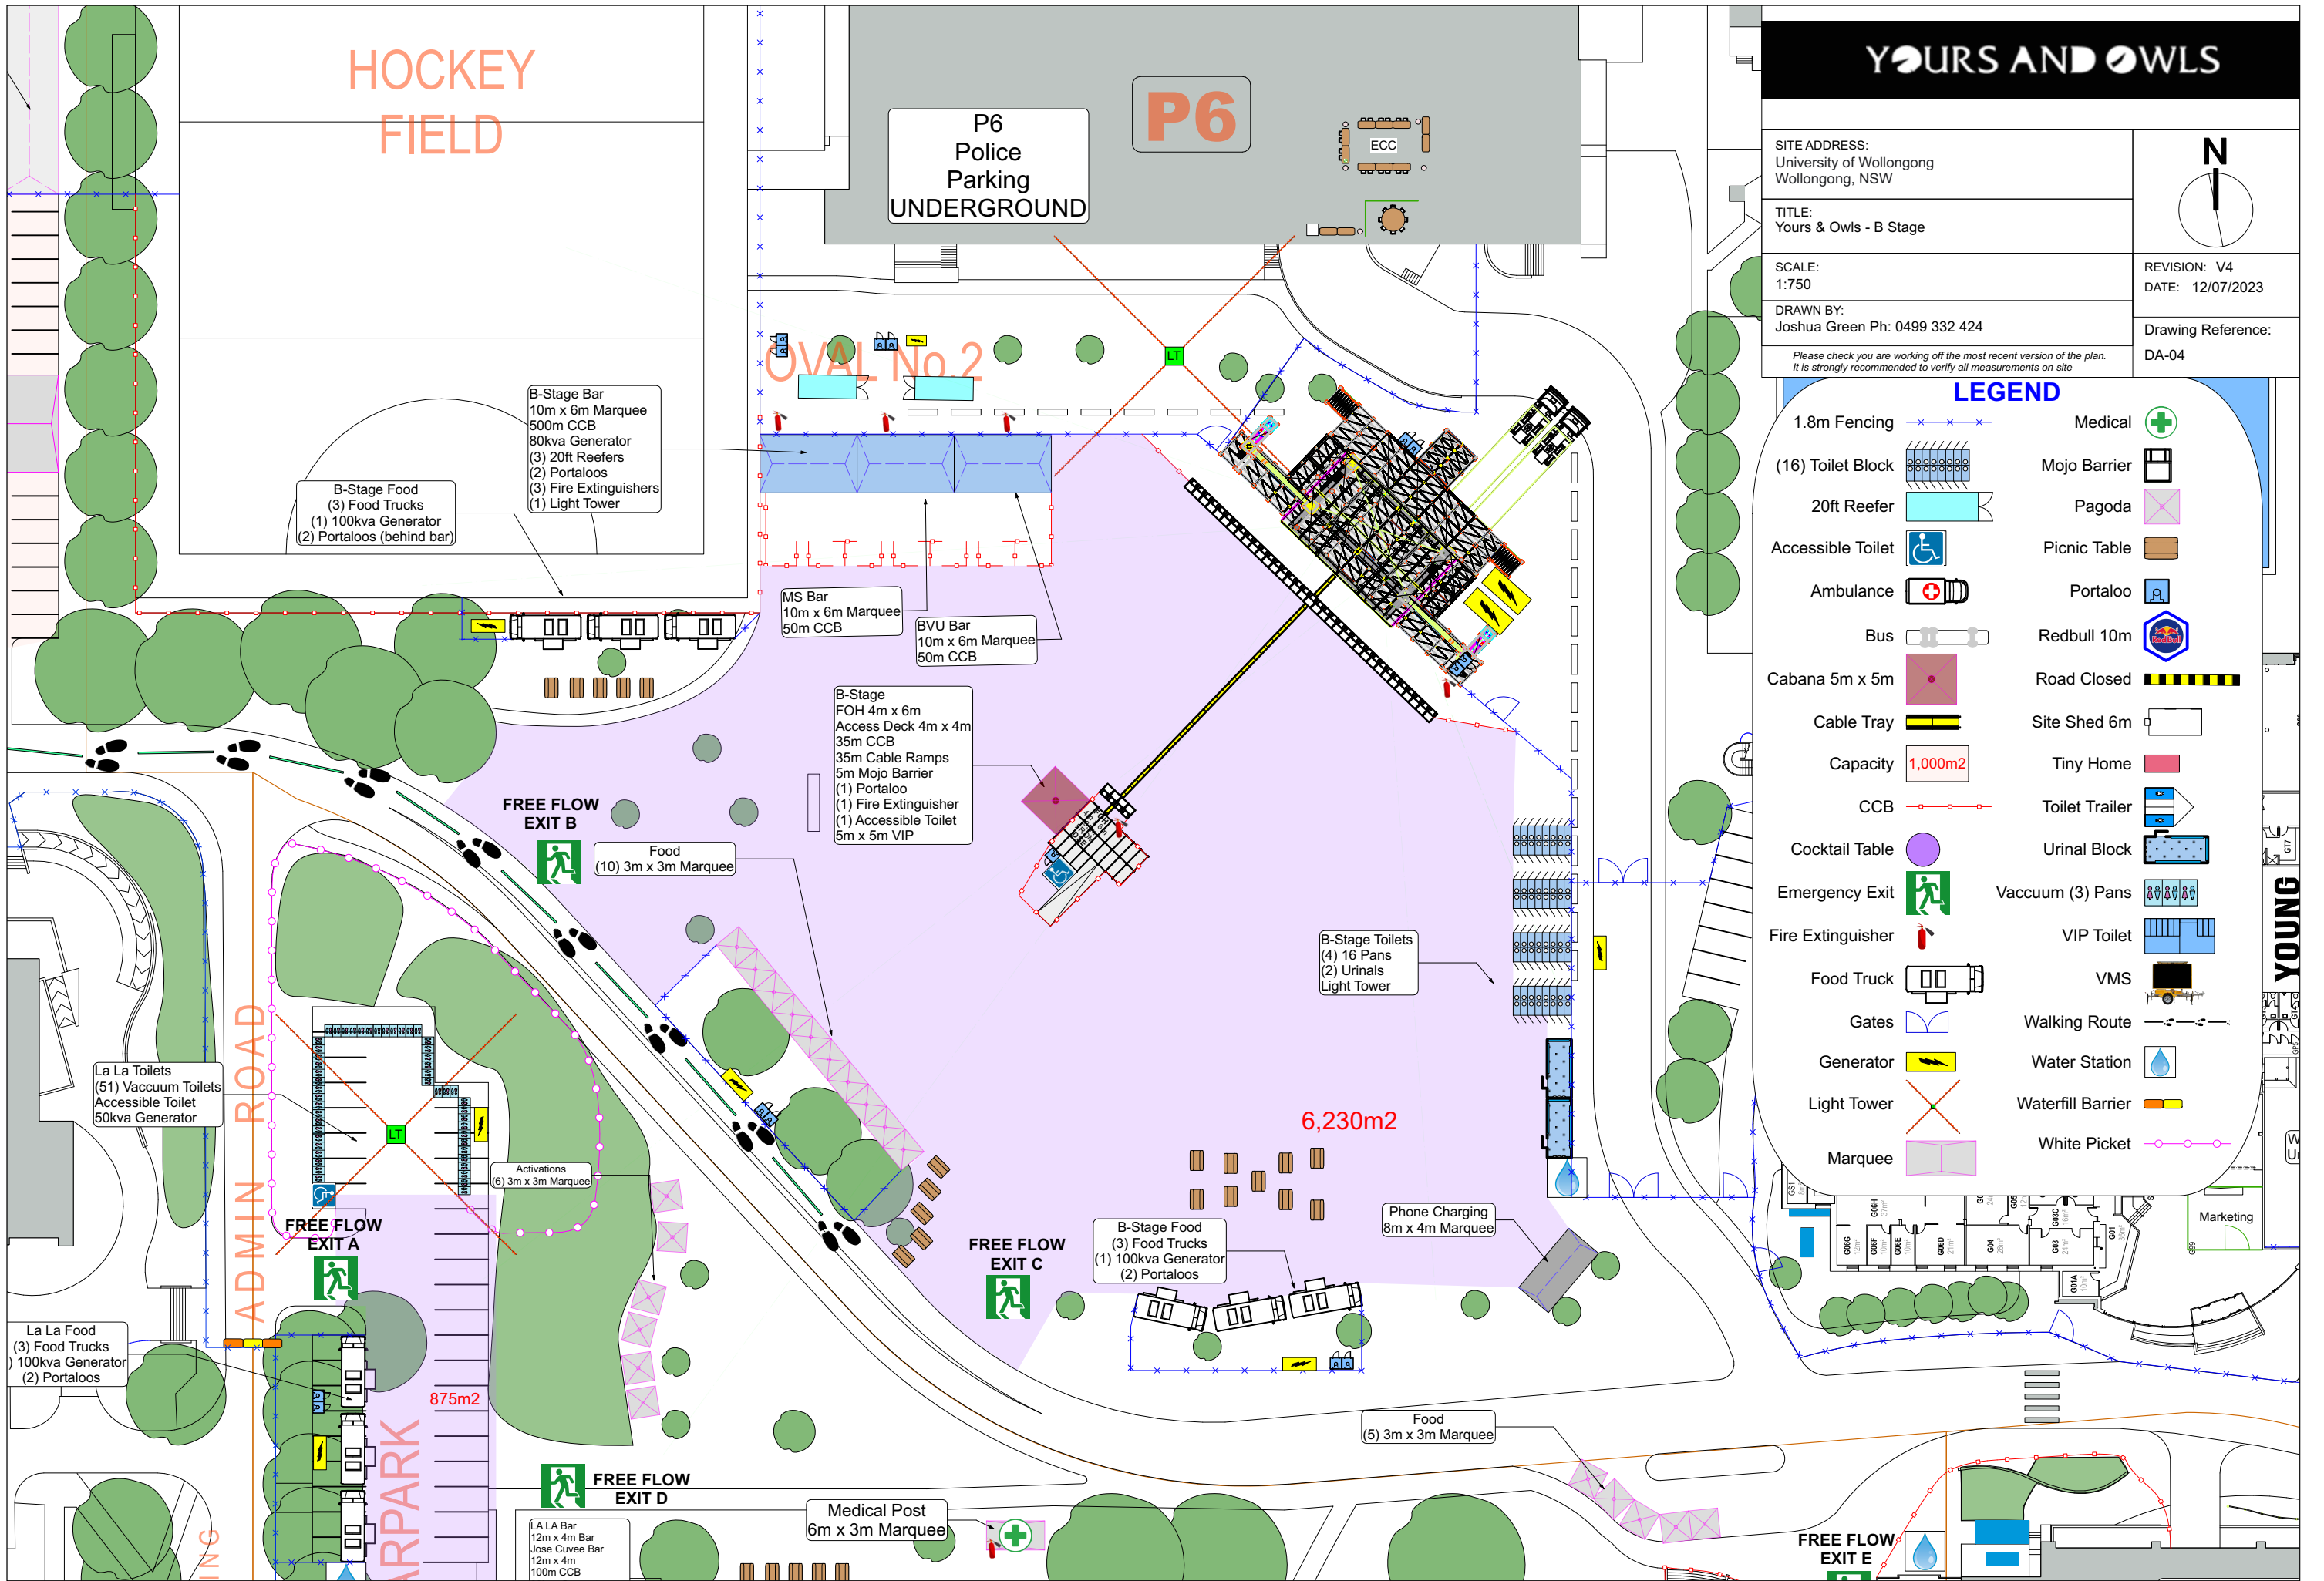 HOCKEY
FIELD
P6
Police
Parking
UNDERGROUND
P6
ECC
YOURS AND OWLS
SITE ADDRESS:
University of Wollongong
Wollongong, NSW
N
TITLE:
Yours & Owls - B Stage
SCALE:
1:750
REVISION: V4
DATE: 12/07/2023
DRAWN BY:
Joshua Green Ph: 0499 332 424
Drawing Reference:
DA-04
Please check you are working off the most recent version of the plan.
It is strongly recommended to verify all measurements on site
LEGEND
1.8m Fencing
(16) Toilet Block
20ft Reefer
Accessible Toilet
Ambulance
Bus
Cabana 5m x 5m
Cable Tray
Capacity
1,000m2
CCB
Cocktail Table
Emergency Exit
Fire Extinguisher
Food Truck
Gates
Generator
Light Tower
Marquee
Medical
Mojo Barrier
Pagoda
Picnic Table
Portaloo
Redbull 10m
RedBull
Road Closed
Site Shed 6m
Tiny Home
Toilet Trailer
Urinal Block
Vaccuum (3) Pans
VIP Toilet
VMS
Walking Route
Water Station
Waterfill Barrier
White Picket
OVAL No.2
LT
B-Stage Bar
10m x 6m Marquee
500m CCB
80kva Generator
(3) 20ft Reefers
(2) Portaloos
(3) Fire Extinguishers
(1) Light Tower
B-Stage Food
(3) Food Trucks
(1) 100kva Generator
(2) Portaloos (behind bar)
MS Bar
10m x 6m Marquee
50m CCB
BVU Bar
10m x 6m Marquee
50m CCB
B-Stage
FOH 4m x 6m
Access Deck 4m x 4m
35m CCB
35m Cable Ramps
5m Mojo Barrier
(1) Portaloo
(1) Fire Extinguisher
(1) Accessible Toilet
5m x 5m VIP
FREE FLOW
EXIT B
Food
(10) 3m x 3m Marquee
B-Stage Toilets
(4) 16 Pans
(2) Urinals
Light Tower
YOUNG
GT7
ADMIN ROAD
La La Toilets
(51) Vaccuum Toilets
Accessible Toilet
50kva Generator
LT
Activations
(6) 3m x 3m Marquee
6,230m2
FREE FLOW
EXIT A
FREE FLOW
EXIT C
B-Stage Food
(3) Food Trucks
(1) 100kva Generator
(2) Portaloos
Phone Charging
8m x 4m Marquee
GS1
G06H
G06G
G06F
G06E
G06D
G04
G03C
G03
G01
G01A
G99
Marketing
La La Food
(3) Food Trucks
) 100kva Generator
(2) Portaloos
875m2
ARPARK
ING
Food
(5) 3m x 3m Marquee
FREE FLOW
EXIT D
LA LA Bar
12m x 4m Bar
Jose Cuvee Bar
12m x 4m
100m CCB
Medical Post
6m x 3m Marquee
FREE FLOW
EXIT E